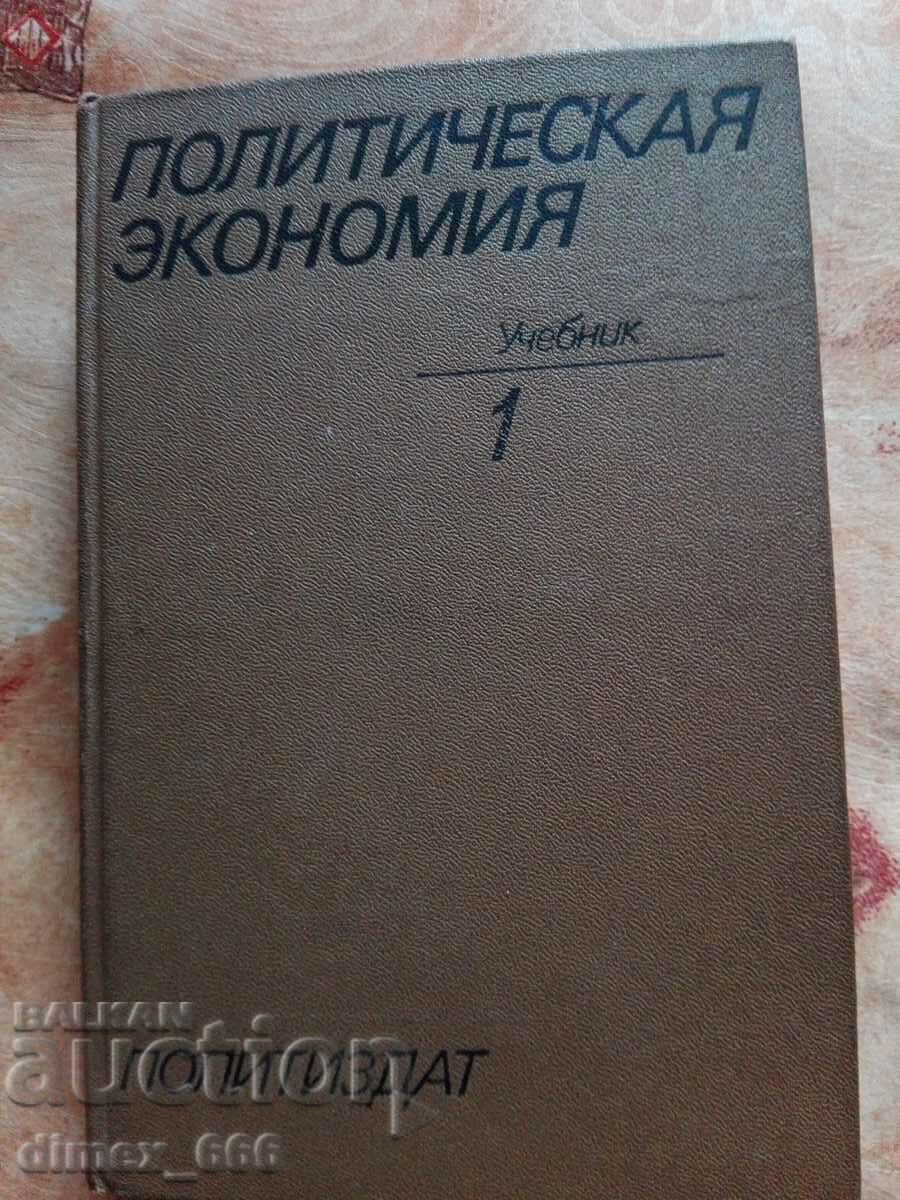 ПОЛИТИЧЕСКАЯ
ЭКОНОМИЯ
Учебник
1
ПОЛИТИЗДАТ
BALKAN
auction
dimex_666